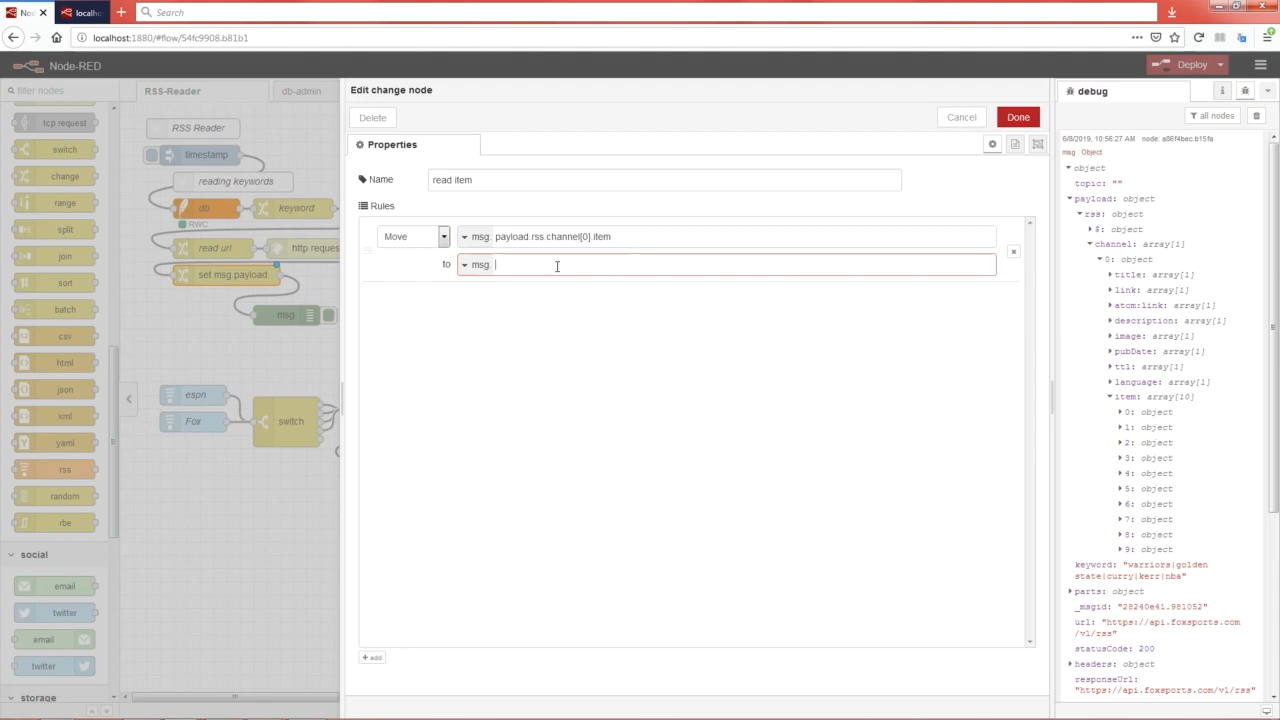 No
localho
Search
localhost:1880/#flow/54fc9908.b81b1
Node-RED
Deploy
filter nodes
RSS-Reader
db-admin
Edit change node
debug
i
Delete
Cancel
Done
all nodes
Properties
tcp request
switch
change
range
split
join
sort
batch
csv
html
json
xml
yaml
rss
random
rbe
social
email
twitter
email
twitter
storage
RSS Reader
timestamp
reading keywords
db
keyword
RWC
read url
http reques
set msg.payload
msg
espn
Fox
switch
Name
read item
Rules
Move
msg. payload.rss.channel[0].item
to
msg.
add
6/8/2019, 10:56:27 AM node: a86f4bec.b15fa
msg : Object
object
topic: ""
payload: object
rss: object
$: object
channel: array[1]
0: object
title: array[1]
link: array[1]
atom:link: array[1]
description: array[1]
image: array[1]
pubDate: array[1]
ttl: array[1]
language: array[1]
item: array[10]
0: object
1: object
2: object
3: object
4: object
5: object
6: object
7: object
8: object
9: object
keyword: "warriors|golden
state|curry|kerr|nba"
parts: object
_msgid: "28240e41.981052"
url: "https://api.foxsports.com
/v1/rss"
statusCode: 200
headers: object
responseUrl:
"https://api.foxsports.com/v1/rss"